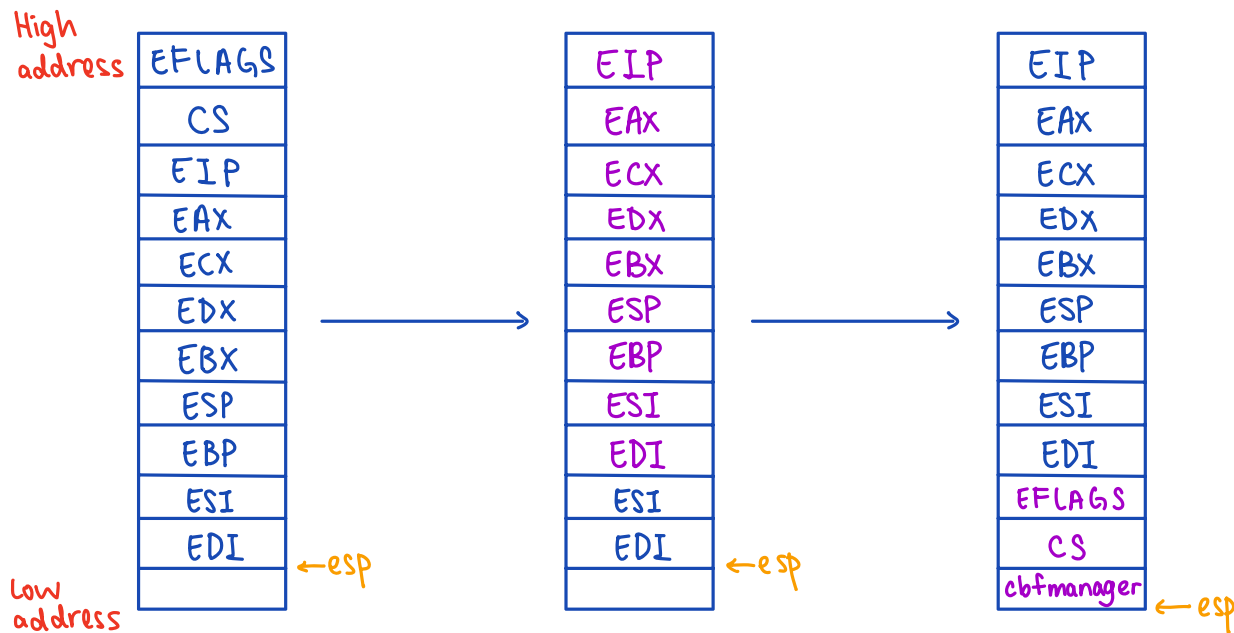 High
address
EFLAGS
CS
EIP
EAX
ECX
EDX
EBX
ESP
EBP
ESI
EDI
←esp
Low
address
EIP
EAX
ECX
EDX
EBX
ESP
EBP
ESI
EDI
ESI
EDI
←esp
EIP
EAX
ECX
EDX
EBX
ESP
EBP
ESI
EDI
EFLAGS
CS
cbfmanager
←esp